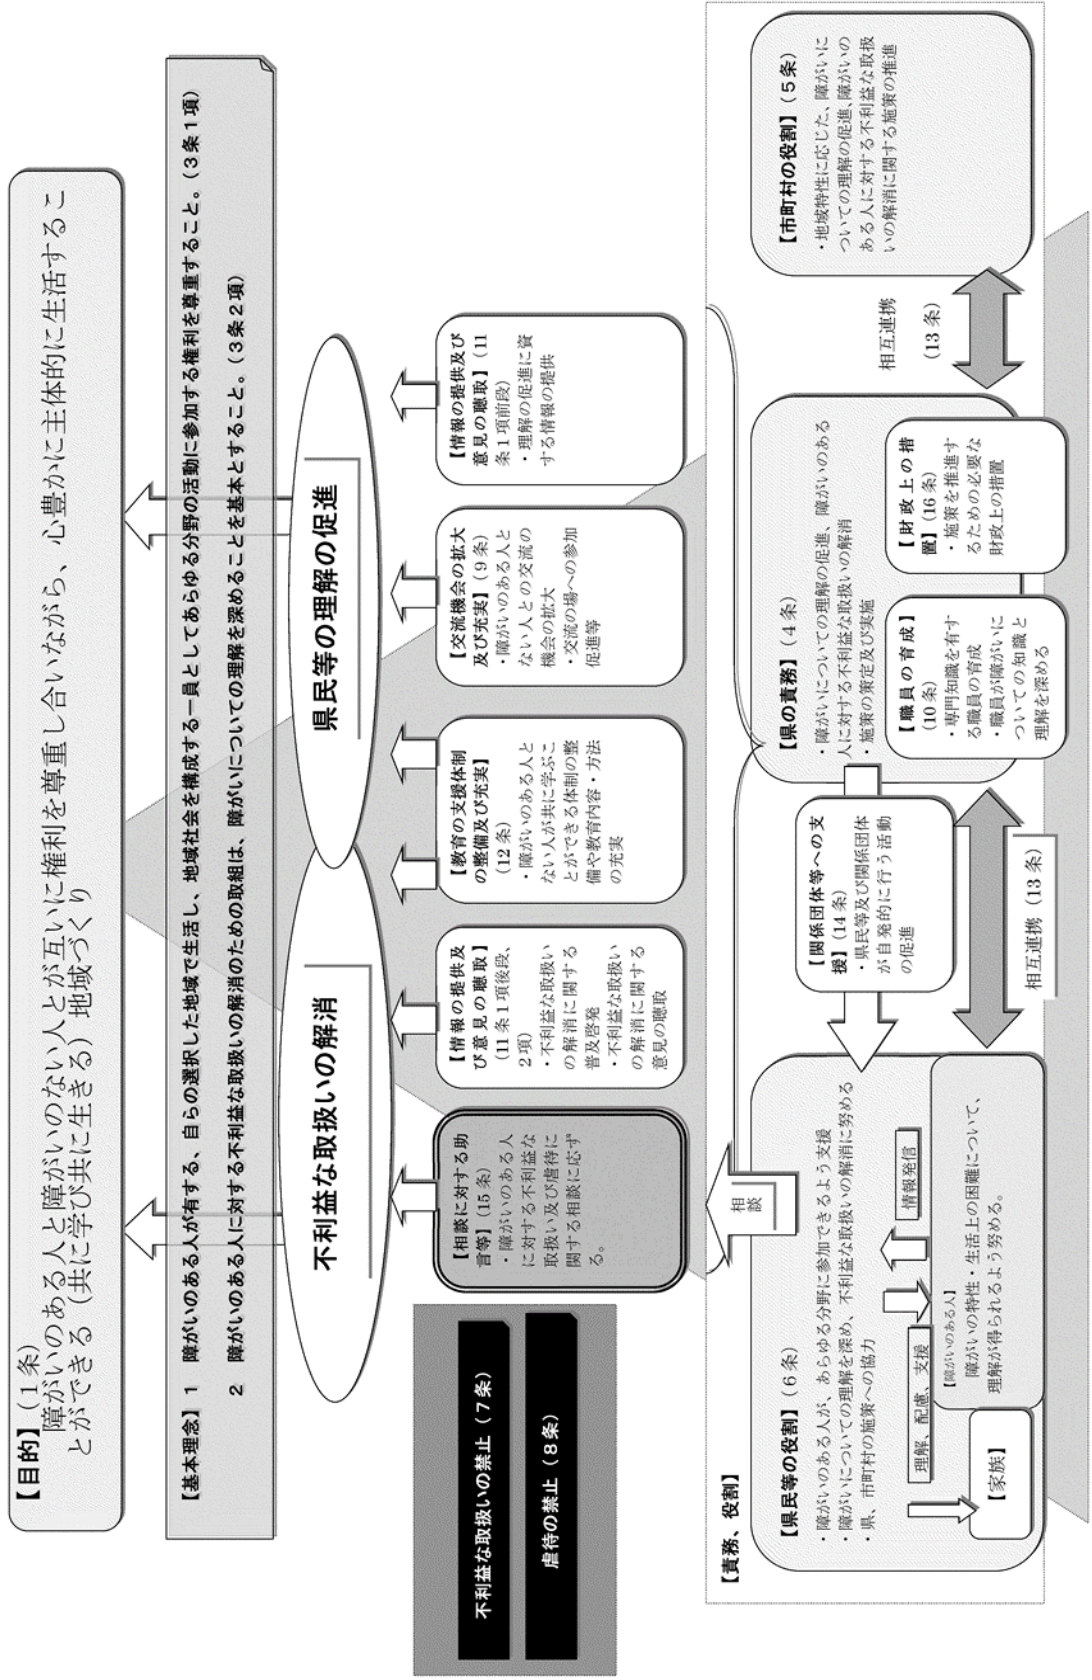 【目的】（１条）
障がいのある人と障がいのない人とが互いに権利を尊重し合いながら、心豊かに主体的に生活するこ
とができる（共に学び共に生きる）地域づくり
【基本理念】１　障がいのある人が有する、自らの選択した地域で生活し、地域社会を構成する一員としてあらゆる分野の活動に参加する権利を尊重すること。（３条１項）
２　障がいのある人に対する不利益な取扱いの解消のための取組は、障がいについての理解を深めることを基本とすること。（３条２項）
不利益な取扱いの解消
県民等の理解の促進
不利益な取扱いの禁止（７条）
虐待の禁止（８条）
【相談に対する助
言等】（15 条）
・障がいのある人
に対する不利益な
取扱い及び虐待に
関する相談に応ず
る。
【情報の提供及
び意見の聴取】
（11 条１項後段、
２項）
・不利益な取扱い
の解消に関する
普及啓発
・不利益な取扱い
の解消に関する
意見の聴取
【教育の支援体制
の整備及び充実】
（12 条）
・障がいのある人と
ない人が共に学ぶこ
とができる体制の整
備や教育内容・方法
の充実
【交流機会の拡大
及び充実】（９条）
・障がいのある人と
ない人との交流の
機会の拡大
・交流の場への参加
促進等
【情報の提供及び
意見の聴取】（11
条１項前段）
・理解の促進に資
する情報の提供
【責務、役割】
【県民等の役割】（６条）
・障がいのある人が、あらゆる分野に参加できるよう支援
・障がいについての理解を深め、不利益な取扱いの解消に努める
・県、市町村の施策への協力
理解、配慮、支援
情報発信
【家族】
【障がいのある人】
障がいの特性・生活上の困難について、
理解が得られるよう努める。
相
談
【関係団体等への支
援】（14 条）
・県民等及び関係団体
が自発的に行う活動
の促進
相互連携（13 条）
【県の責務】（４条）
・障がいについての理解の促進、障がいのある
人に対する不利益な取扱いの解消
・施策の策定及び実施
【職員の育成】
（10 条）
・専門知識を有す
る職員の育成
・職員が障がいに
ついての知識と
理解を深める
【財政上の措
置】（16 条）
・施策を推進す
るための必要な
財政上の措置
相互連携
（13 条）
【市町村の役割】（５条）
・地域特性に応じた、障がいに
ついての理解の促進、障がいの
ある人に対する不利益な取扱
いの解消に関する施策の推進